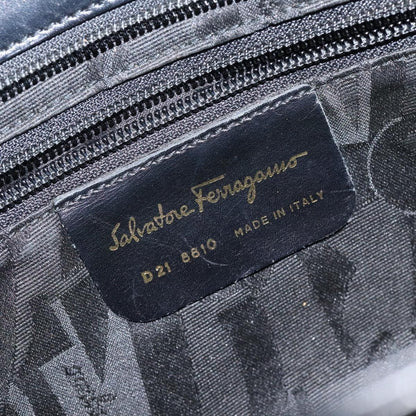 Salvatore Ferragamo
D21 8610 MADE IN ITALY